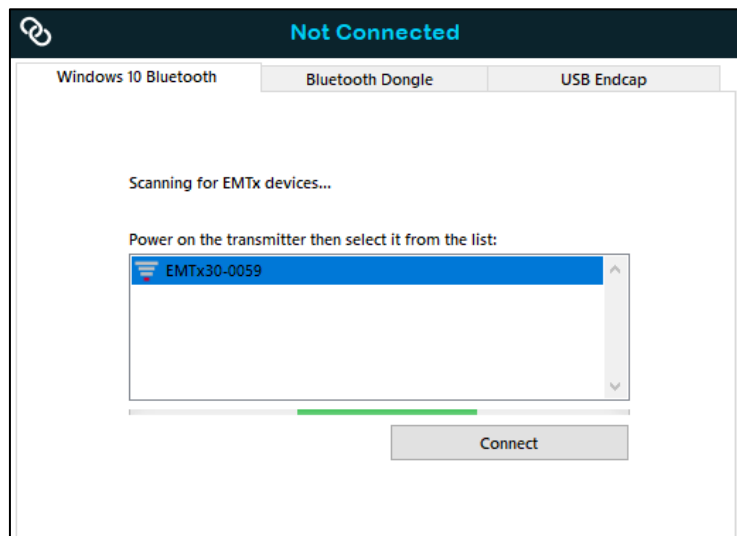 Not Connected
Windows 10 Bluetooth
Bluetooth Dongle
USB Endcap
Scanning for EMTx devices...
Power on the transmitter then select it from the list:
EMTx30-0059
Connect